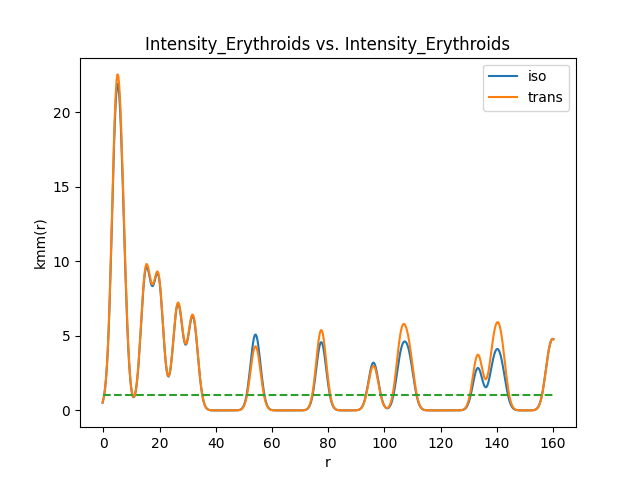 Intensity_Erythroids vs. Intensity_Erythroids
iso
trans
kmm(r)
20
15
10
5
0
0 20 40 60 80 100 120 140 160
r